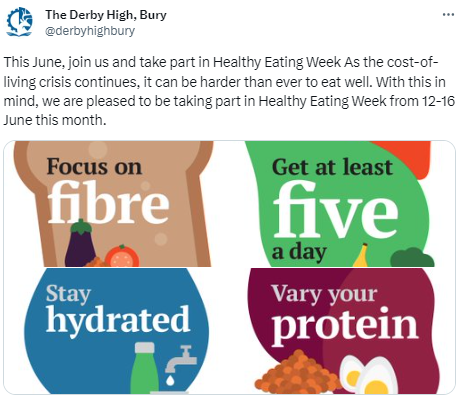 The Derby High, Bury
@derbyhighbury
This June, join us and take part in Healthy Eating Week As the cost-of-
living crisis continues, it can be harder than ever to eat well. With this in
mind, we are pleased to be taking part in Healthy Eating Week from 12-16
June this month.
Focus on
fibre
Get at least
five
a day
Stay
hydrated
Vary your
protein